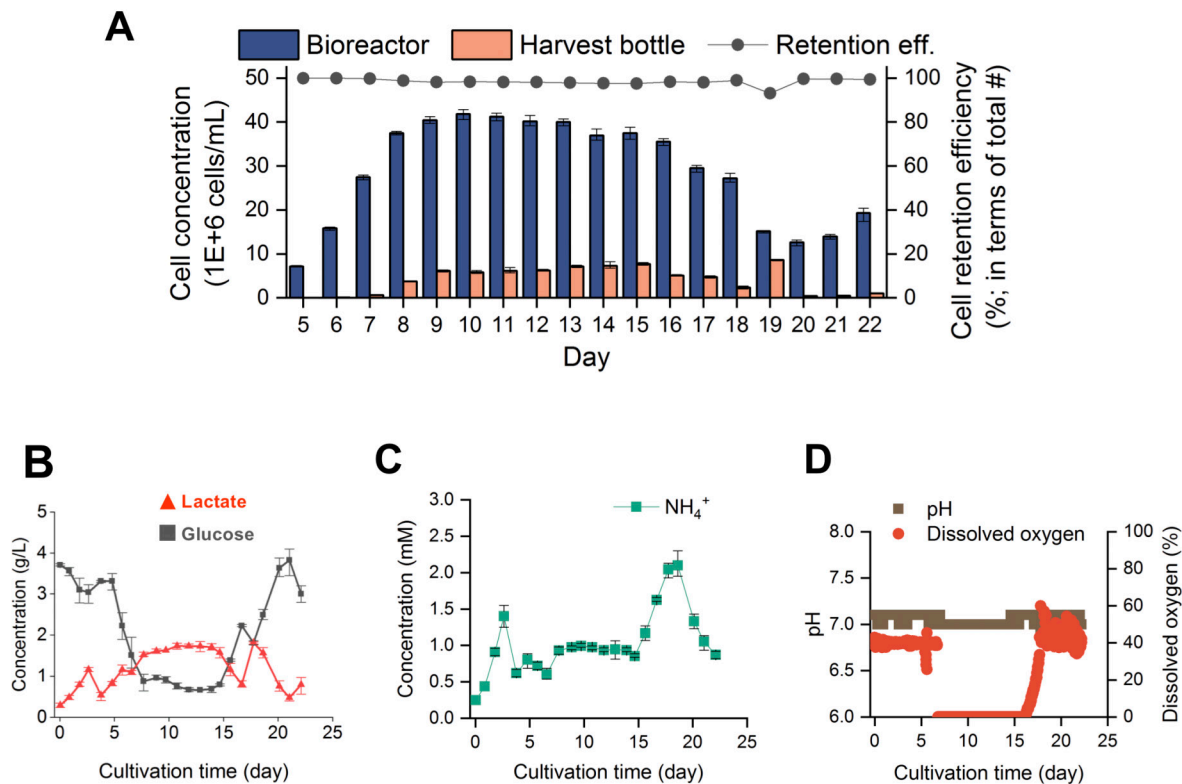 A
Bioreactor Harvest bottle Retention eff.
Cell concentration
(1E+6 cells/mL)
50
40
30
20
10
0
100
80
60
40
20
0
Cell retention efficiency
(%; in terms of total #)
5 6 7 8 9 10 11 12 13 14 15 16 17 18 19 20 21 22
Day
B
Lactate
Glucose
Concentration (g/L)
5
4
3
2
1
0
0 5 10 15 20 25
Cultivation time (day)
C
NH₄⁺
Concentration (mM)
3.0
2.5
2.0
1.5
1.0
0.5
0.0
0 5 10 15 20 25
Cultivation time (day)
D
pH
Dissolved oxygen
pH
8.0
7.5
7.0
6.5
6.0
100
80
60
40
20
0
Dissolved oxygen (%)
0 5 10 15 20 25
Cultivation time (day)